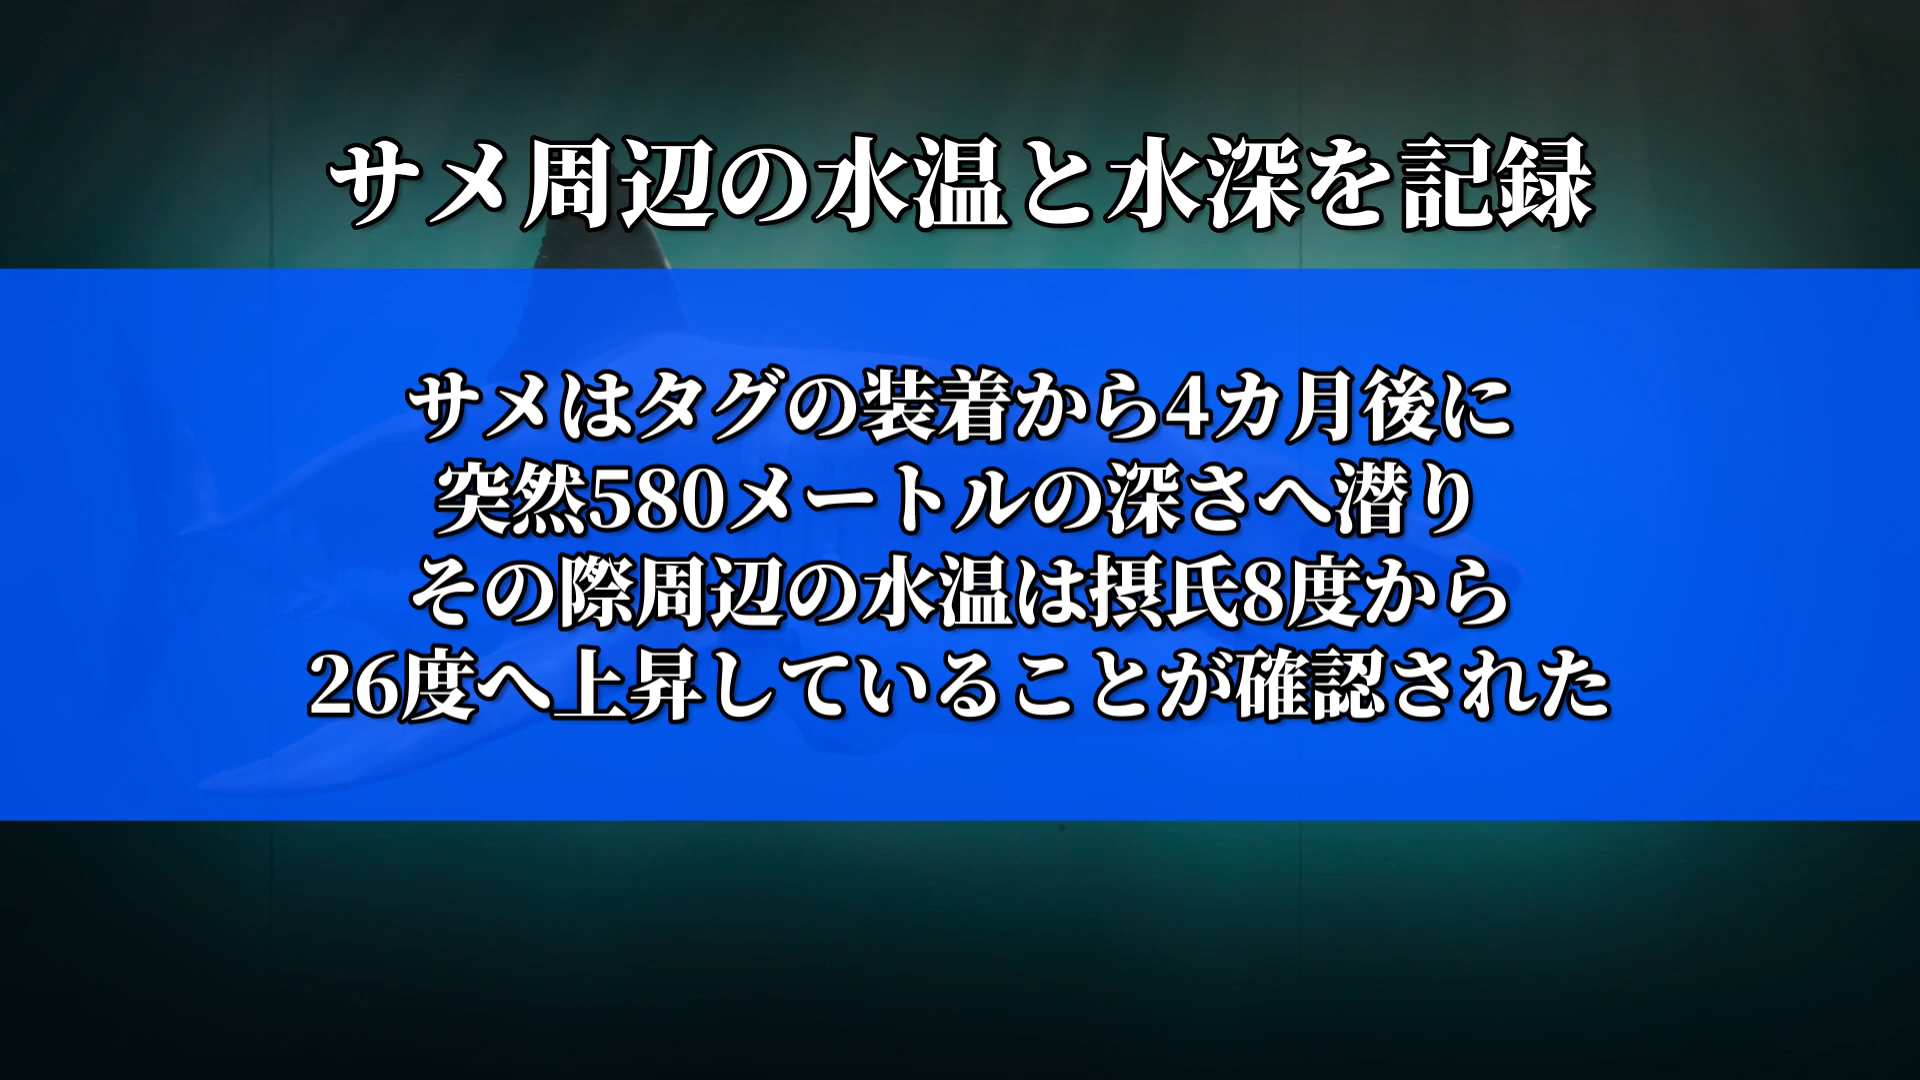 サメ周辺の水温と水深を記録
サメはタグの装着から4カ月後に
突然580メートルの深さへ潜り
その際周辺の水温は摂氏8度から
26度へ上昇していることが確認された